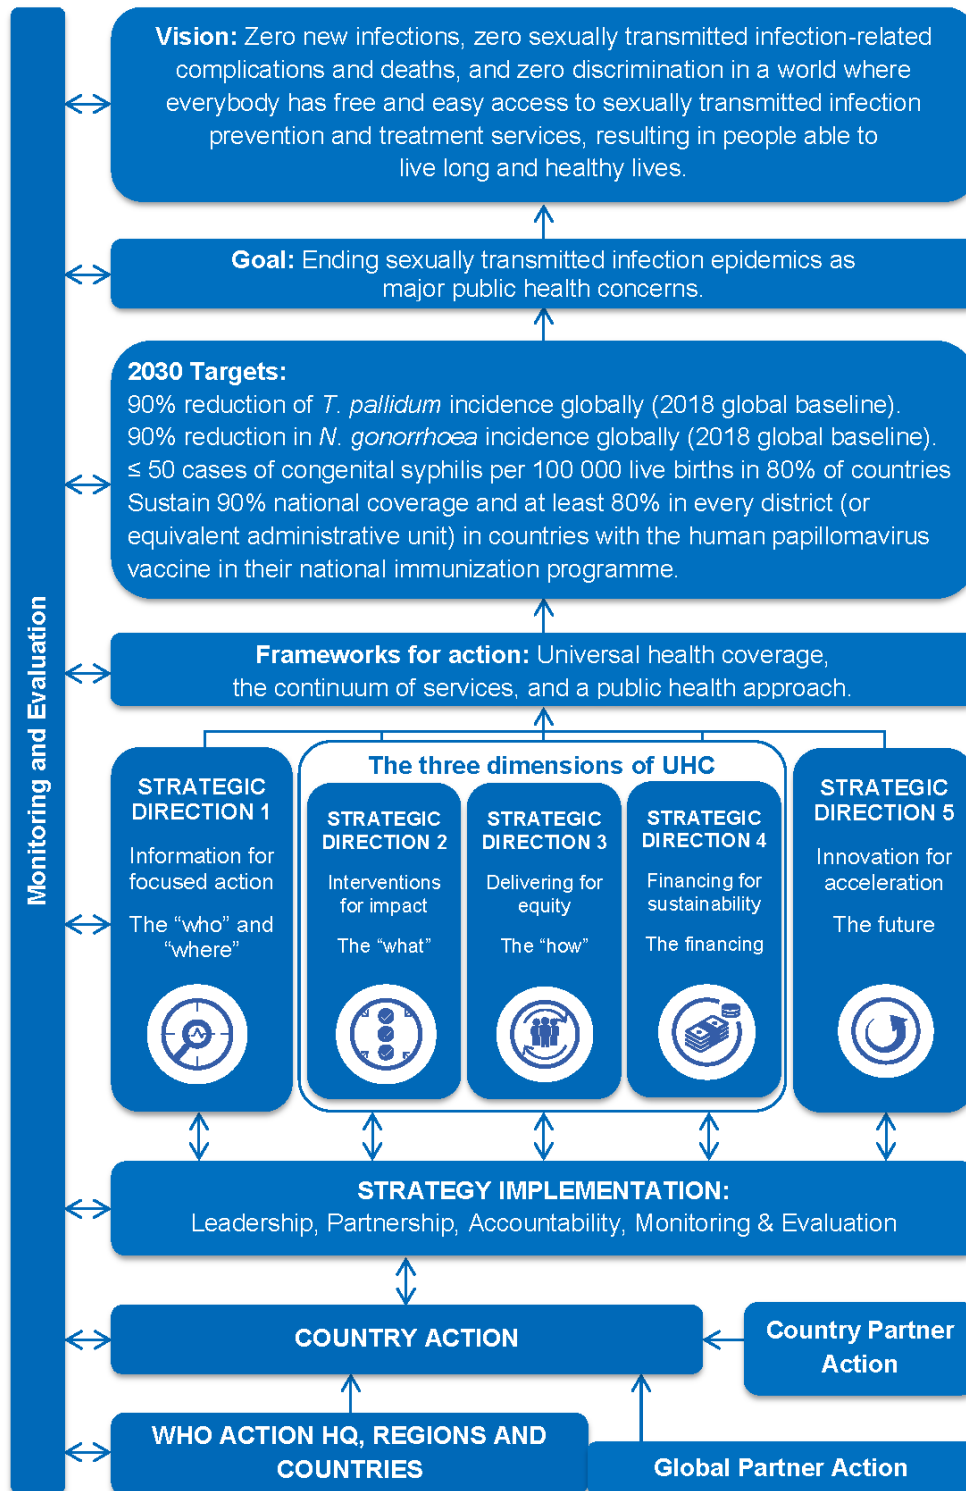 Monitoring and Evaluation
Vision: Zero new infections, zero sexually transmitted infection-related
complications and deaths, and zero discrimination in a world where
everybody has free and easy access to sexually transmitted infection
prevention and treatment services, resulting in people able to
live long and healthy lives.
Goal: Ending sexually transmitted infection epidemics as
major public health concerns.
2030 Targets:
90% reduction of T. pallidum incidence globally (2018 global baseline).
90% reduction in N. gonorrhoea incidence globally (2018 global baseline).
≤ 50 cases of congenital syphilis per 100 000 live births in 80% of countries
Sustain 90% national coverage and at least 80% in every district (or
equivalent administrative unit) in countries with the human papillomavirus
vaccine in their national immunization programme.
Frameworks for action: Universal health coverage,
the continuum of services, and a public health approach.
The three dimensions of UHC
STRATEGIC
DIRECTION 1
Information for
focused action
The “who” and
“where”
STRATEGIC
DIRECTION 2
Interventions
for impact
The “what”
STRATEGIC
DIRECTION 3
Delivering for
equity
The “how”
STRATEGIC
DIRECTION 4
Financing for
sustainability
The financing
STRATEGIC
DIRECTION 5
Innovation for
acceleration
The future
STRATEGY IMPLEMENTATION:
Leadership, Partnership, Accountability, Monitoring & Evaluation
COUNTRY ACTION
Country Partner
Action
WHO ACTION HQ, REGIONS AND
COUNTRIES
Global Partner Action